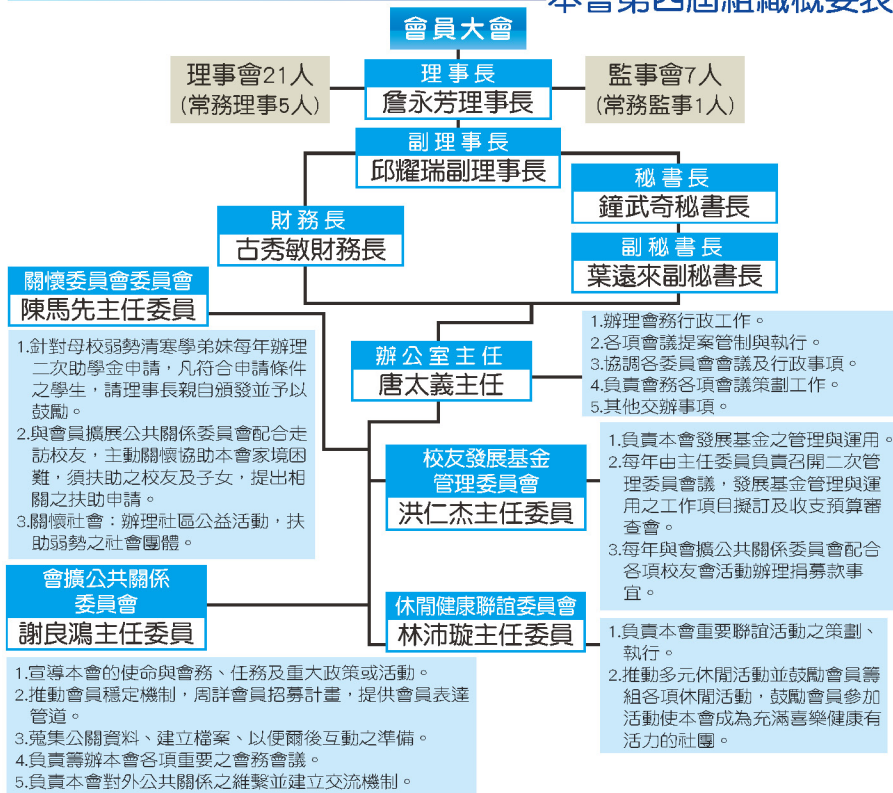 本會第四屆組織概要表
會員大會
理事會21人
(常務理事5人)
理事長
詹永芳理事長
監事會7人
(常務監事1人)
副理事長
邱耀瑞副理事長
秘書長
鐘武奇秘書長
財務長
古秀敏財務長
副秘書長
葉遠來副秘書長
關懷委員會委員會
陳馬先主任委員
1.針對母校弱勢清寒學弟妹每年辦理
二次助學金申請，凡符合申請條件
之學生，請理事長親自頒發並予以
鼓勵。
2.與會員擴展公共關係委員會配合走
訪校友，主動關懷協助本會家境困
難，須扶助之校友及子女，提出相
關之扶助申請。
3.關懷社會：辦理社區公益活動，扶
助弱勢之社會團體。
辦公室主任
唐太義主任
1.辦理會務行政工作。
2.各項會議提案管制與執行。
3.協調各委員會會議及行政事項。
4.負責會務各項會議策劃工作。
5.其他交辦事項。
校友發展基金
管理委員會
洪仁杰主任委員
1.負責本會發展基金之管理與運用。
2.每年由主任委員負責召開二次管
理委員會議，發展基金管理與運
用之工作項目擬訂及收支預算審
查會。
3.每年與會擴公共關係委員會配合
各項校友會活動辦理捐募款事
宜。
會擴公共關係
委員會
謝良鴻主任委員
休閒健康聯誼委員會
林沛璇主任委員
1.負責本會重要聯誼活動之策劃、
執行。
2.推動多元休閒活動並鼓勵會員籌
組各項休閒活動，鼓勵會員參加
活動使本會成為充滿喜樂健康有
活力的社團。
1.宣導本會的使命與會務、任務及重大政策或活動。
2.推動會員穩定機制，周詳會員招募計畫，提供會員表達
管道。
3.蒐集公關資料、建立檔案、以便爾後互動之準備。
4.負責籌辦本會各項重要之會務會議。
5.負責本會對外公共關係之維繫並建立交流機制。